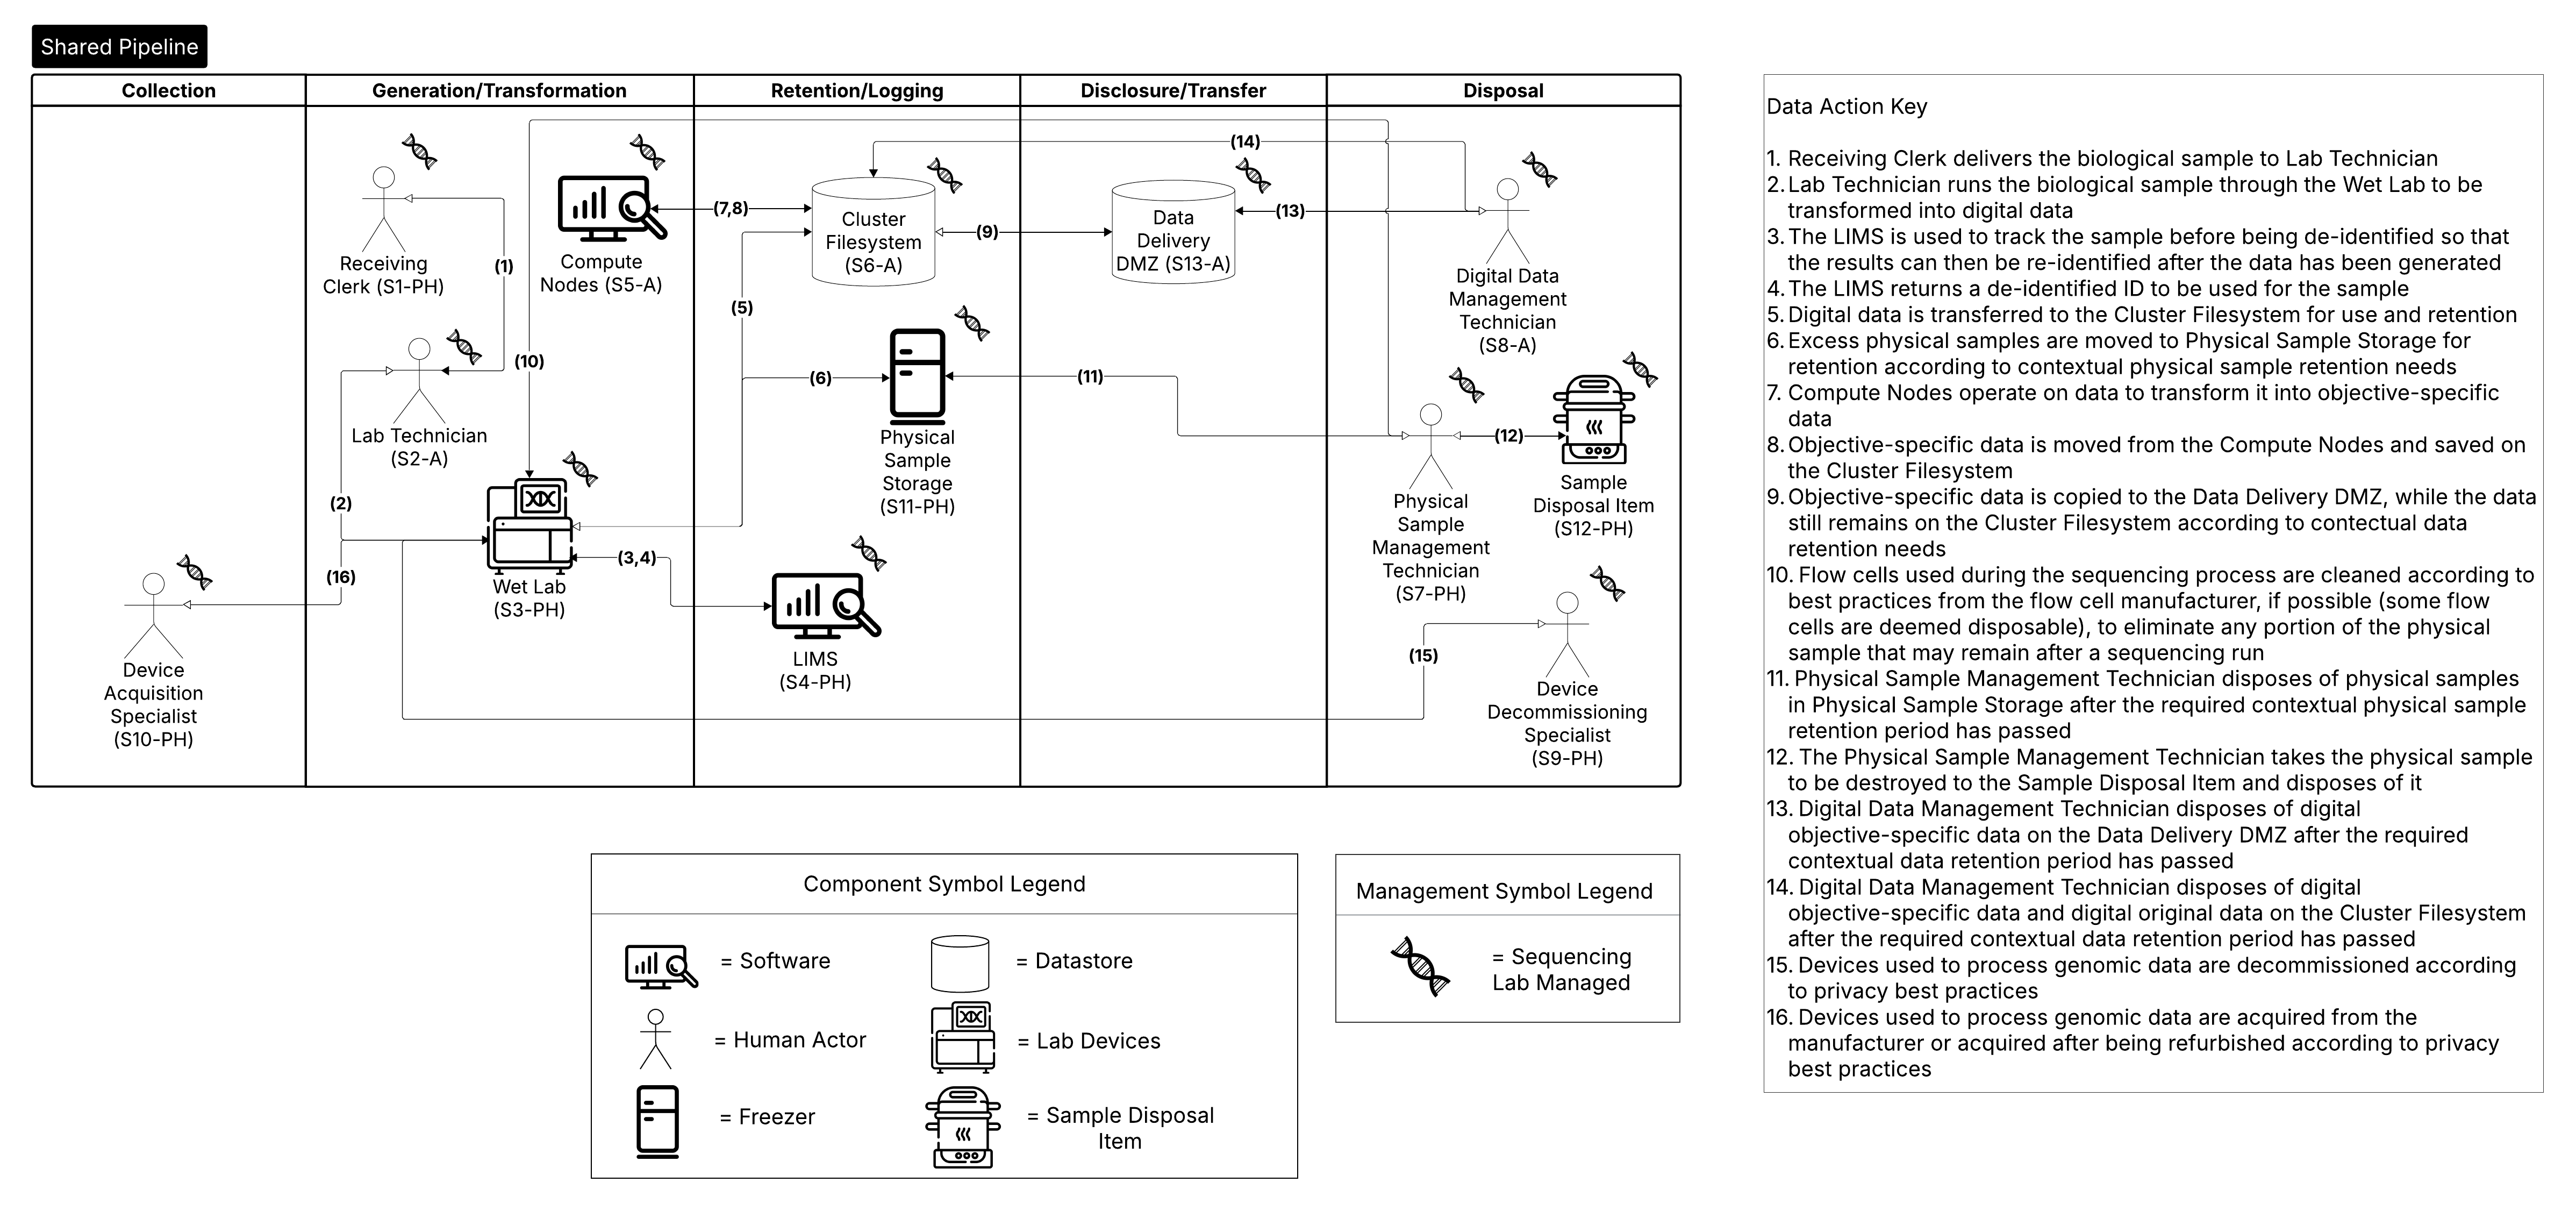 Shared Pipeline
Collection
Generation/Transformation
Retention/Logging
Disclosure/Transfer
Disposal
Receiving
Clerk (S1-PH)
(1)
Lab Technician
(S2-A)
(2)
(16)
Device
Acquisition
Specialist
(S10-PH)
Compute
Nodes (S5-A)
(10)
Wet Lab
(S3-PH)
(7,8)
(5)
(6)
(3,4)
Cluster
Filesystem
(S6-A)
Physical
Sample
Storage
(S11-PH)
LIMS
(S4-PH)
(9)
(14)
Data
Delivery
DMZ (S13-A)
(13)
(11)
Digital Data
Management
Technician
(S8-A)
(12)
Physical
Sample
Management
Technician
(S7-PH)
Sample
Disposal Item
(S12-PH)
(15)
Device
Decommissioning
Specialist
(S9-PH)
Component Symbol Legend
= Software
= Datastore
= Human Actor
= Lab Devices
= Freezer
= Sample Disposal
Item
Management Symbol Legend
= Sequencing
Lab Managed
Data Action Key
1. Receiving Clerk delivers the biological sample to Lab Technician
2. Lab Technician runs the biological sample through the Wet Lab to be
transformed into digital data
3. The LIMS is used to track the sample before being de-identified so that
the results can then be re-identified after the data has been generated
4. The LIMS returns a de-identified ID to be used for the sample
5. Digital data is transferred to the Cluster Filesystem for use and retention
6. Excess physical samples are moved to Physical Sample Storage for
retention according to contextual physical sample retention needs
7. Compute Nodes operate on data to transform it into objective-specific
data
8. Objective-specific data is moved from the Compute Nodes and saved on
the Cluster Filesystem
9. Objective-specific data is copied to the Data Delivery DMZ, while the data
still remains on the Cluster Filesystem according to contectual data
retention needs
10. Flow cells used during the sequencing process are cleaned according to
best practices from the flow cell manufacturer, if possible (some flow
cells are deemed disposable), to eliminate any portion of the physical
sample that may remain after a sequencing run
11. Physical Sample Management Technician disposes of physical samples
in Physical Sample Storage after the required contextual physical sample
retention period has passed
12. The Physical Sample Management Technician takes the physical sample
to be destroyed to the Sample Disposal Item and disposes of it
13. Digital Data Management Technician disposes of digital
objective-specific data on the Data Delivery DMZ after the required
contextual data retention period has passed
14. Digital Data Management Technician disposes of digital
objective-specific data and digital original data on the Cluster Filesystem
after the required contextual data retention period has passed
15. Devices used to process genomic data are decommissioned according
to privacy best practices
16. Devices used to process genomic data are acquired from the
manufacturer or acquired after being refurbished according to privacy
best practices